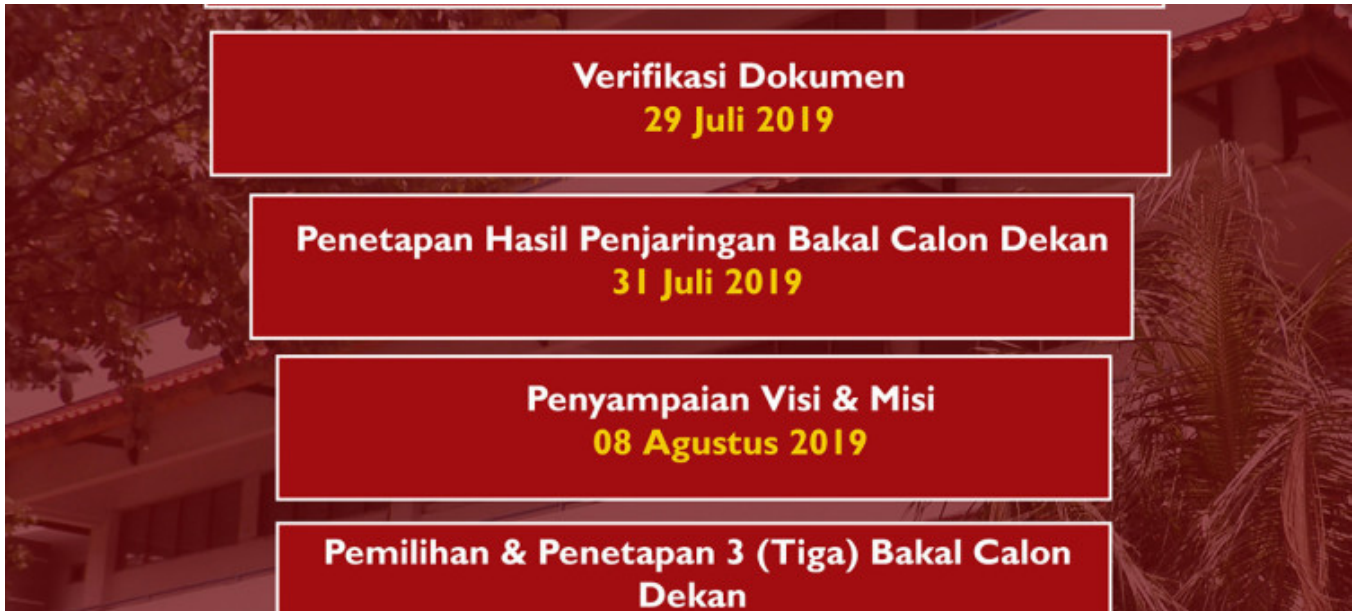 Verifikasi Dokumen
29 Juli 2019
Penetapan Hasil Penjaringan Bakal Calon Dekan
31 Juli 2019
Penyampaian Visi & Misi
08 Agustus 2019
Pemilihan & Penetapan 3 (Tiga) Bakal Calon
Dekan